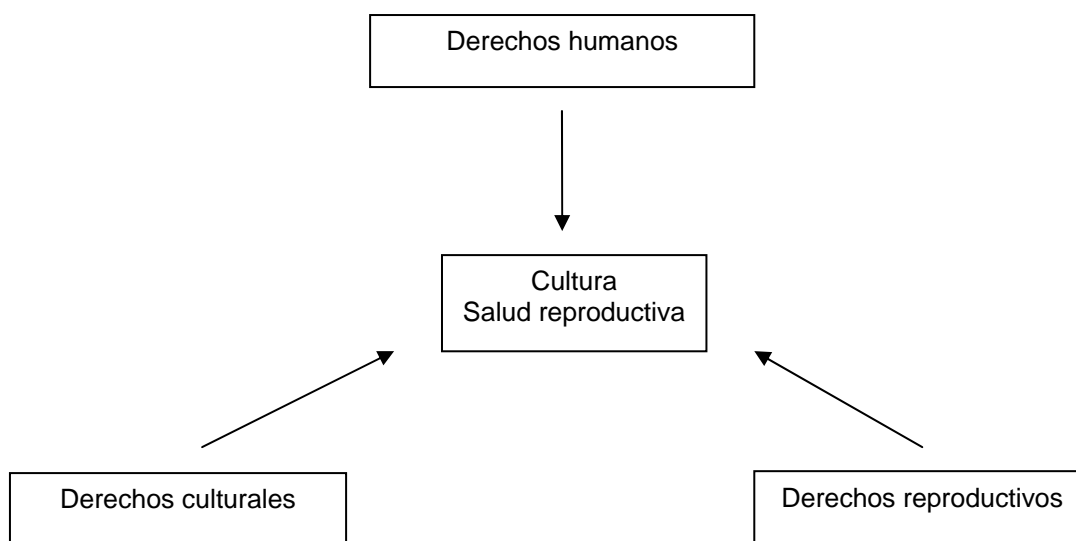 Derechos humanos
Cultura
Salud reproductiva
Derechos culturales
Derechos reproductivos